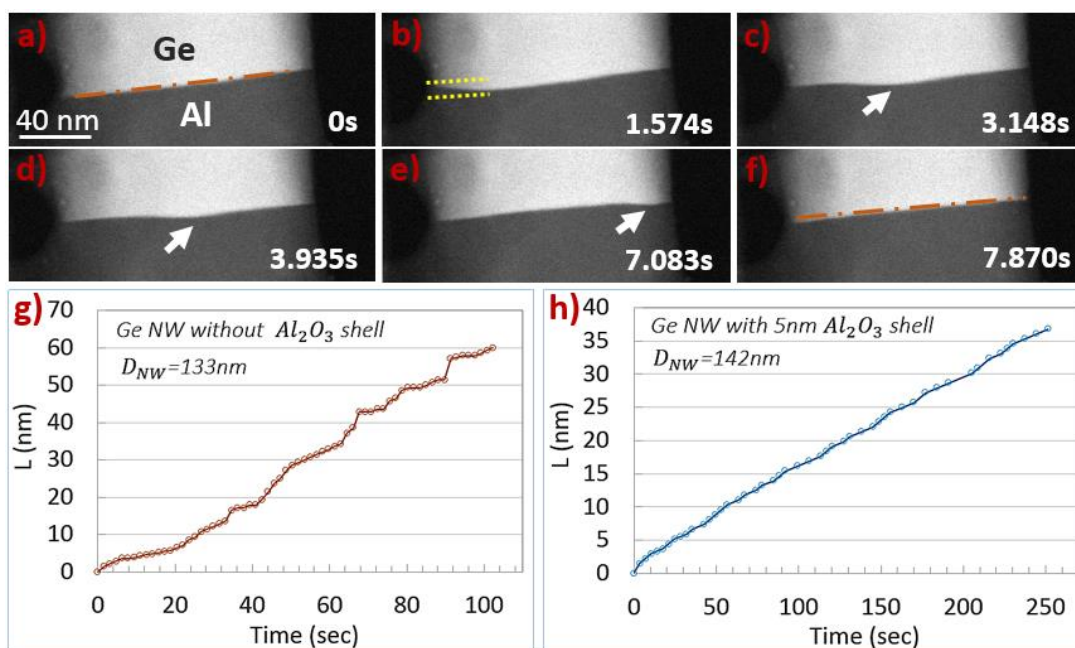 a)
Ge
Al
40 nm
0s
b)
1.574s
c)
3.148s
d)
3.935s
e)
7.083s
f)
7.870s
g)
Ge NW without Al₂O₃ shell
D_NW=133nm
L (nm)
70
60
50
40
30
20
10
0
0 20 40 60 80 100
Time (sec)
h)
Ge NW with 5nm Al₂O₃ shell
D_NW=142nm
L (nm)
40
35
30
25
20
15
10
5
0
0 50 100 150 200 250
Time (sec)